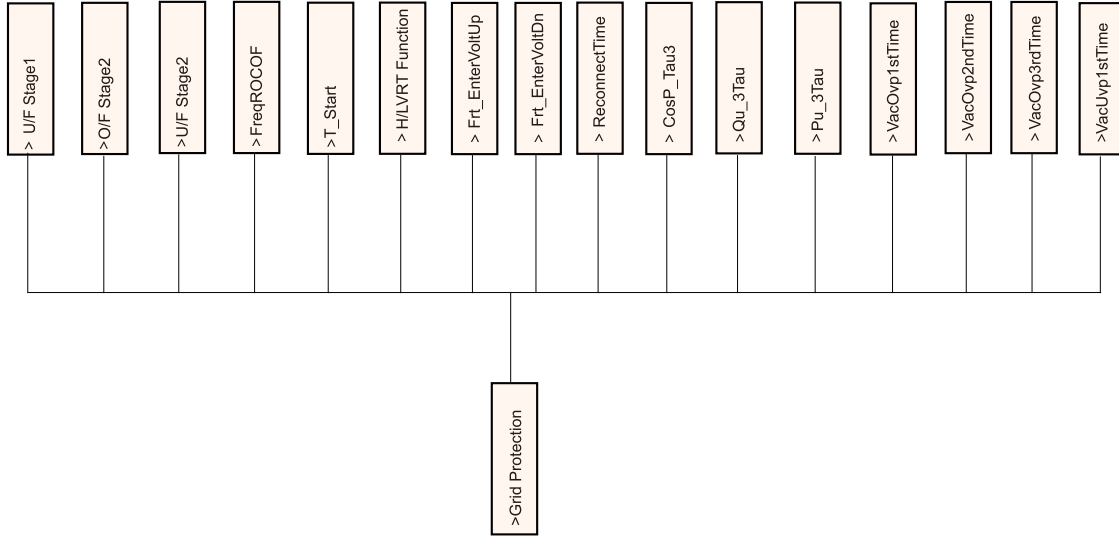 > U/F Stage1
>O/F Stage2
>U/F Stage2
>FreqROCOF
>T_Start
> H/LVRT Function
> Frt_EnterVoltUp
> Frt_EnterVoltDn
> ReconnectTime
> CosP_Tau3
>Qu_3Tau
>Pu_3Tau
>VacOvp1stTime
>VacOvp2ndTime
>VacOvp3rdTime
>VacUvp1stTime
>Grid Protection